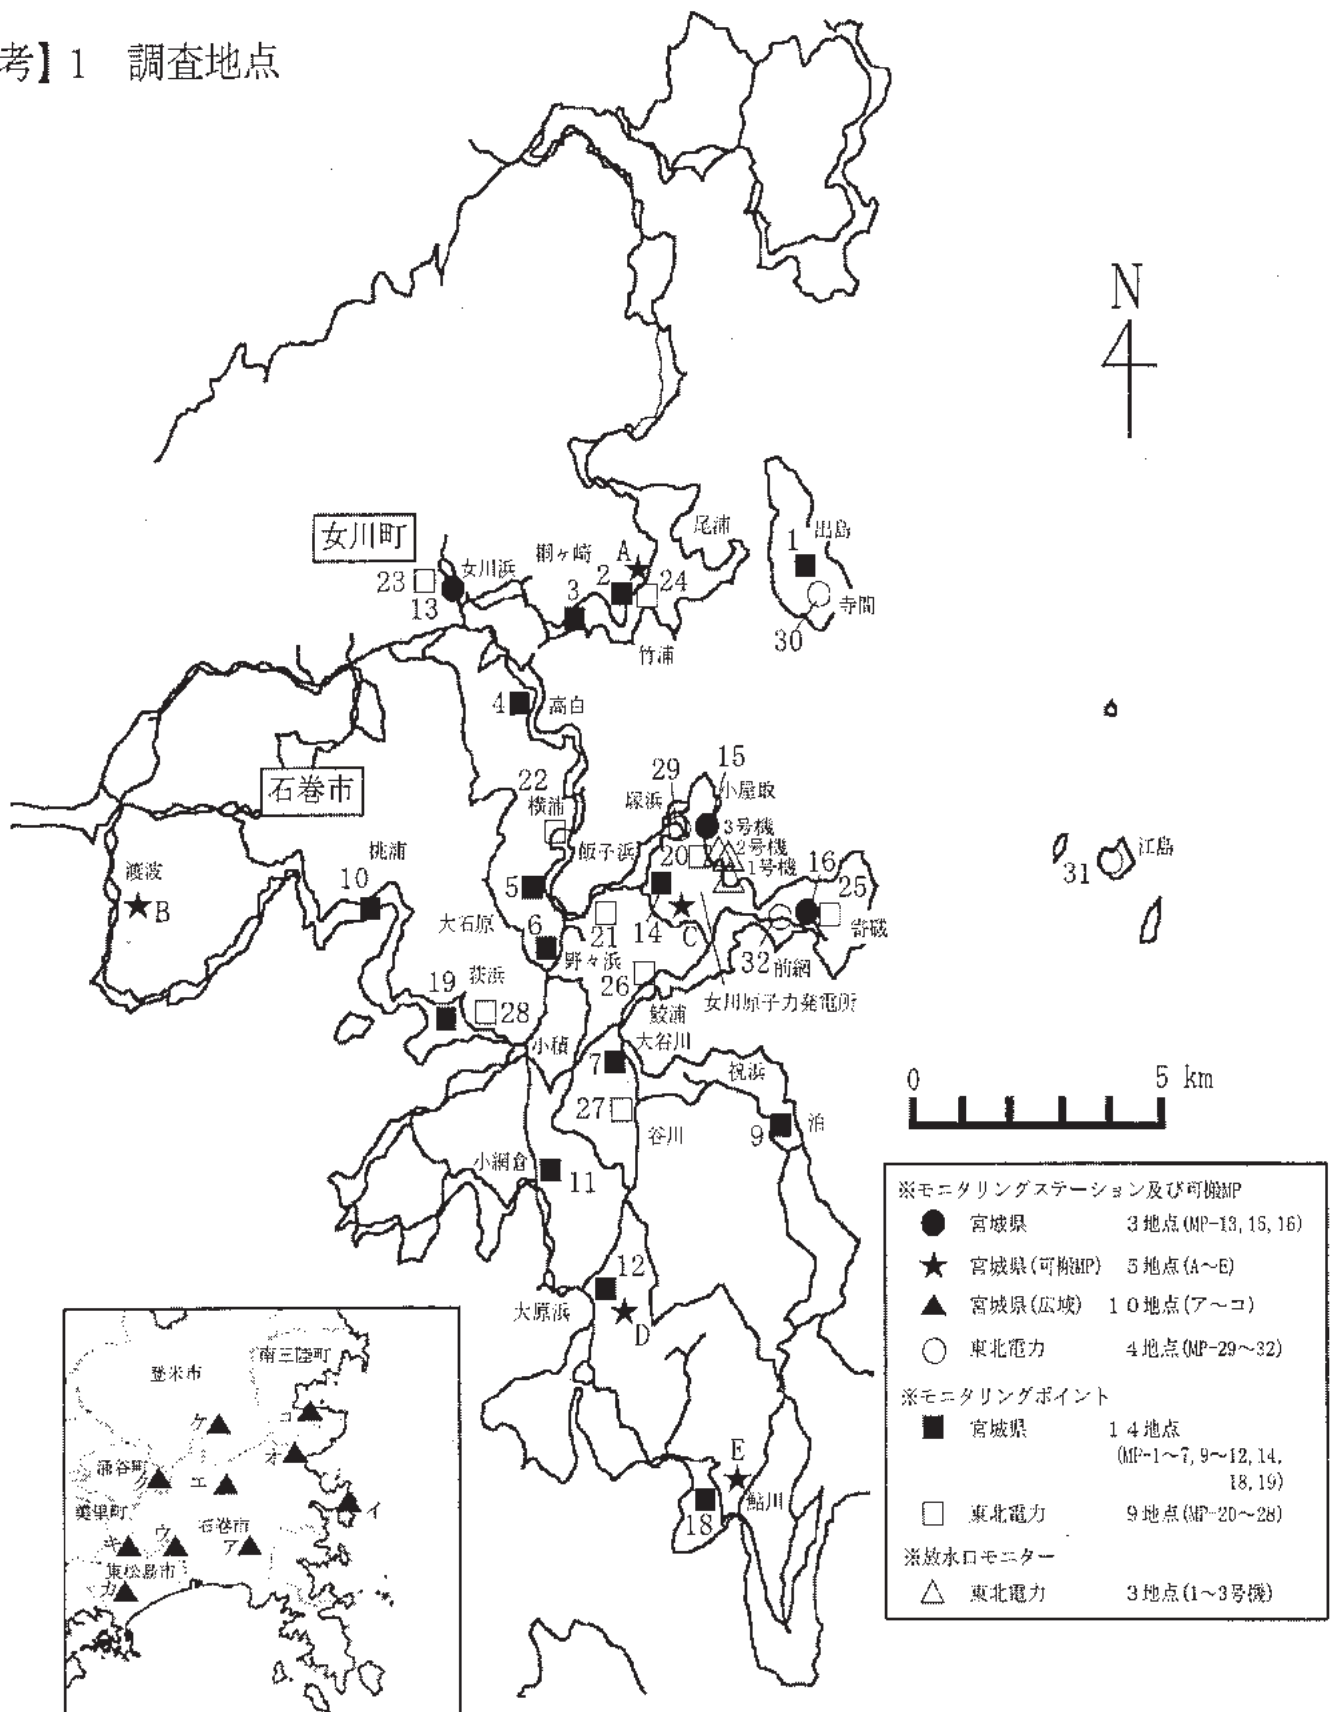 考】1 調査地点
N
女川町
23
13
女川浜
桐ヶ崎
A
2
3
24
尾浦
竹浦
1
出島
寺間
30
4
高白
石巻市
22
横浦
29
塚浜
15
小屋取
3号機
2号機
1号機
20
飯子浜
渡波
B
桃浦
10
5
大石原
6
21
14
C
16
25
寄磯
31
江島
野々浜
26
32
前網
鮫浦
女川原子力発電所
荻浜
19
28
小積
大谷川
7
祝浜
0 5 km
27
谷川
9
泊
小網倉
11
12
大原浜
D
E
18
鮎川
※モニタリングステーション及び可搬MP
宮城県 3地点(MP-13,15,16)
宮城県(可搬MP) 5地点(A～E)
宮城県(広域) 10地点(ア～コ)
東北電力 4地点(MP-29～32)
※モニタリングポイント
宮城県 14地点
(MP-1～7,9～12,14,
18,19)
東北電力 9地点(MP-20～28)
※放水口モニター
東北電力 3地点(1～3号機)
登米市
南三陸町
ケ
コ
オ
涌谷町
ク
エ
イ
美里町
キ
ウ
石巻市
ア
東松島市
カ